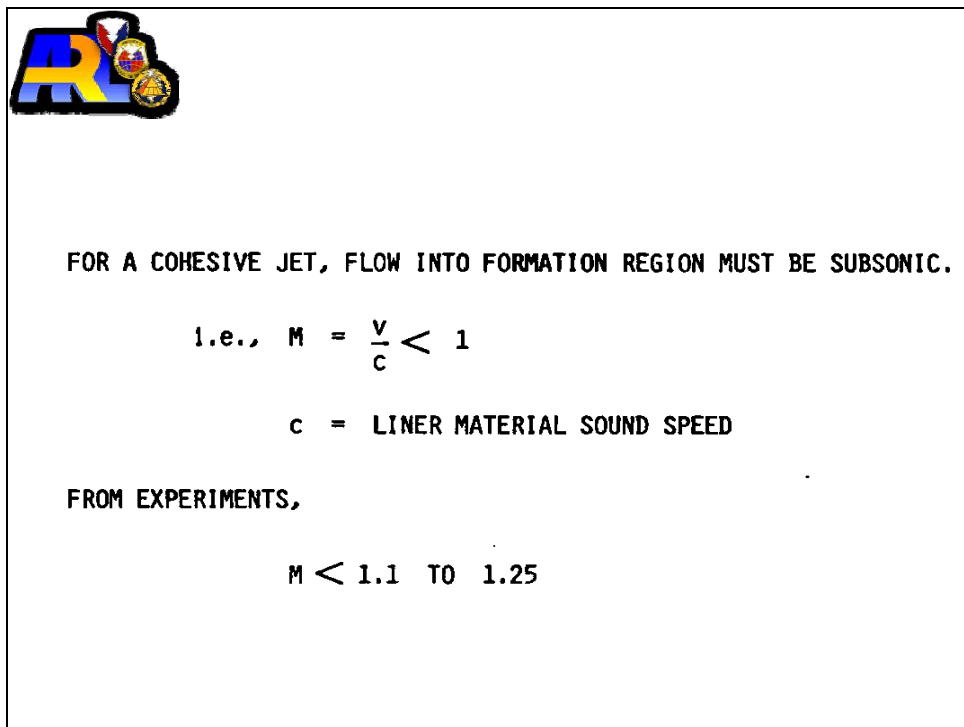 ARL
FOR A COHESIVE JET, FLOW INTO FORMATION REGION MUST BE SUBSONIC.
i.e., M = v/c < 1
c = LINER MATERIAL SOUND SPEED
FROM EXPERIMENTS,
M < 1.1 TO 1.25